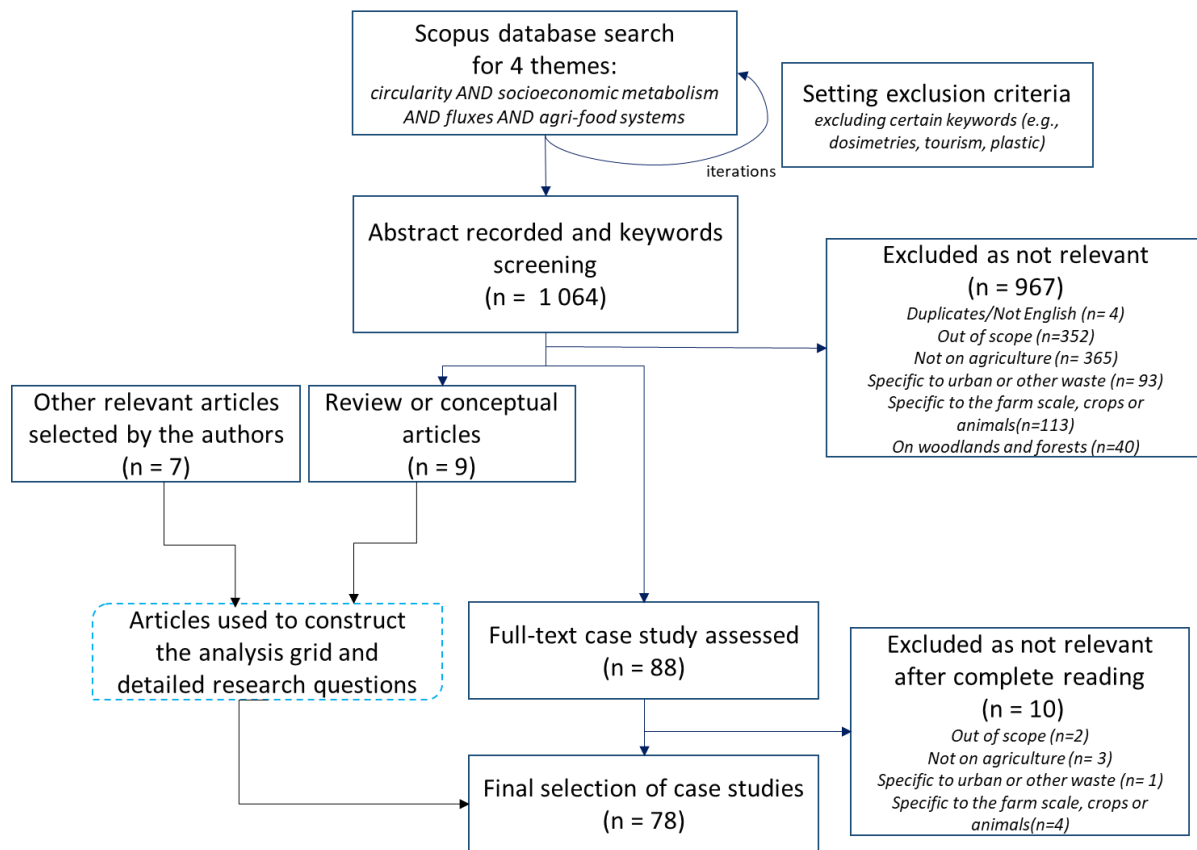 Scopus database search
for 4 themes:
circularity AND socioeconomic metabolism
AND fluxes AND agri-food systems
Setting exclusion criteria
excluding certain keywords (e.g.,
dosimetries, tourism, plastic)
iterations
Abstract recorded and keywords
screening
(n = 1 064)
Excluded as not relevant
(n = 967)
Duplicates/Not English (n= 4)
Out of scope (n=352)
Not on agriculture (n= 365)
Specific to urban or other waste (n= 93)
Specific to the farm scale, crops or
animals(n=113)
On woodlands and forests (n=40)
Other relevant articles
selected by the authors
(n = 7)
Review or conceptual
articles
(n = 9)
Articles used to construct
the analysis grid and
detailed research questions
Full-text case study assessed
(n = 88)
Excluded as not relevant
after complete reading
(n = 10)
Out of scope (n=2)
Not on agriculture (n= 3)
Specific to urban or other waste (n= 1)
Specific to the farm scale, crops or
animals(n=4)
Final selection of case studies
(n = 78)